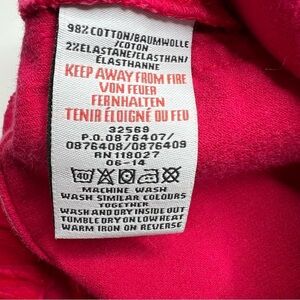 98% COTTON/BAUMWOLLE
/COTON
2% ELASTANE/ELASTHAN/
ELASTHANNE
KEEP AWAY FROM FIRE
VON FEUER
FERNHALTEN
TENIR ÉLOIGNÉ DU FEU
32569
P.O.0876407/
0876408/0876409
RN118027
06-14
40
MACHINE WASH
WASH SIMILAR COLOURS
TOGETHER
WASH AND DRY INSIDE OUT
TUMBLE DRY ON LOW HEAT
WARM IRON ON REVERSE